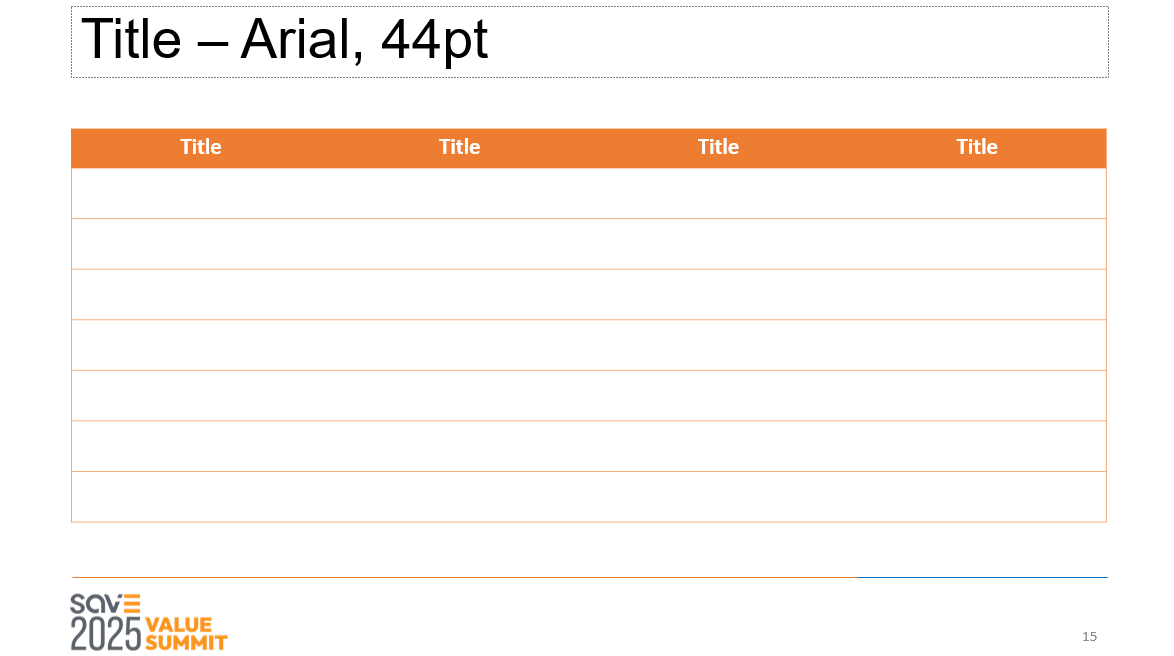 Title – Arial, 44pt
Title Title Title Title
SAVE
2025 VALUE SUMMIT
15